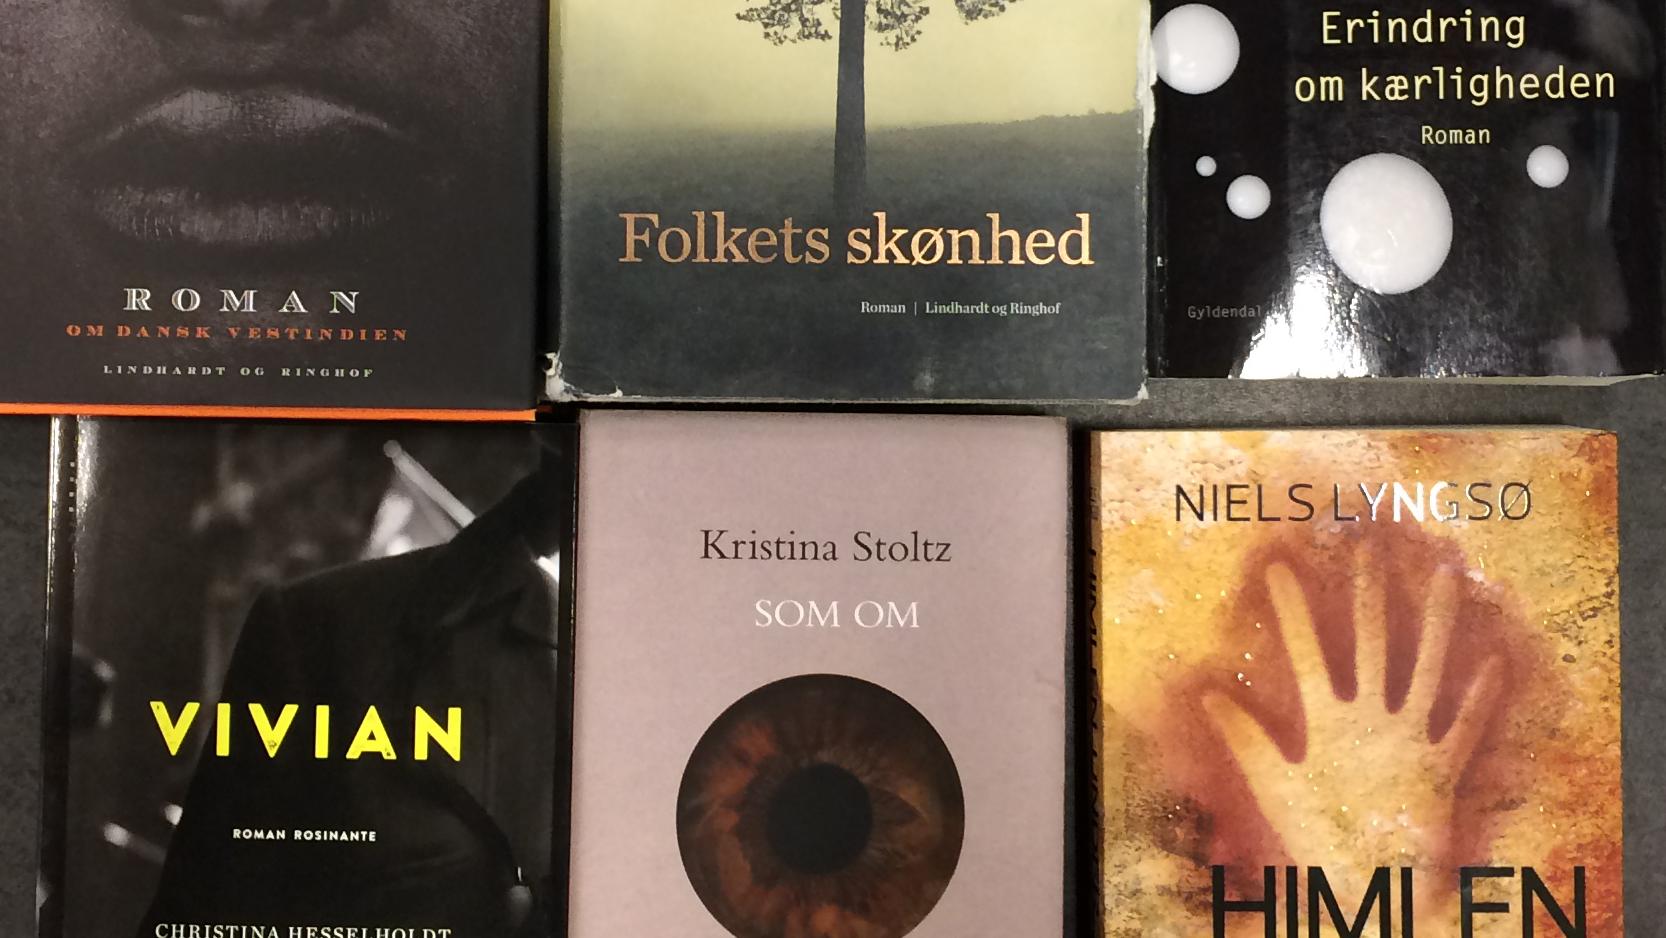 ROMAN
OM DANSK VESTINDIEN
LINDHARDT OG RINGHOF
Folkets skønhed
Roman | Lindhardt og Ringhof
Erindring
om kærligheden
Roman
Gyldendal
VIVIAN
ROMAN ROSINANTE
CHRISTINA HESSELHOLDT
Kristina Stoltz
SOM OM
NIELS LYNGSØ
HIMLEN